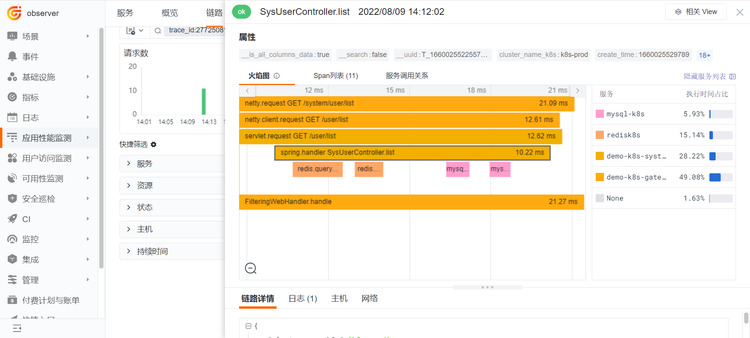 observer
场景
事件
基础设施
指标
日志
应用性能监测
用户访问监测
可用性监测
安全巡检
CI
监控
集成
管理
付费计划与账单
服务
概览
链路
trace_id:2772508
请求数
20
10
0
14:01
14:05
14:09
14:13
快捷筛选
服务
资源
状态
主机
持续时间
ok
SysUserController.list
2022/08/09 14:12:02
相关 View
属性
__is_all_columns_data : true
__search : false
__uuid : T_1660025522557...
cluster_name_k8s : k8s-prod
create_time : 1660025529789
18+
火焰图
Span列表 (11)
服务调用关系
隐藏服务列表
12 ms
15 ms
18 ms
21 ms
netty.request GET /system/user/list
21.09 ms
netty.client.request GET /user/list
12.61 ms
servlet.request GET /user/list
12.62 ms
spring.handler SysUserController.list
10.22 ms
redis.query...
redis....
mysq...
mys...
FilteringWebHandler.handle
21.27 ms
服务
执行时间占比
mysql-k8s
5.93%
redisk8s
15.14%
demo-k8s-syst...
28.22%
demo-k8s-gate...
49.08%
None
1.63%
链路详情
日志 (1)
主机
网络
{